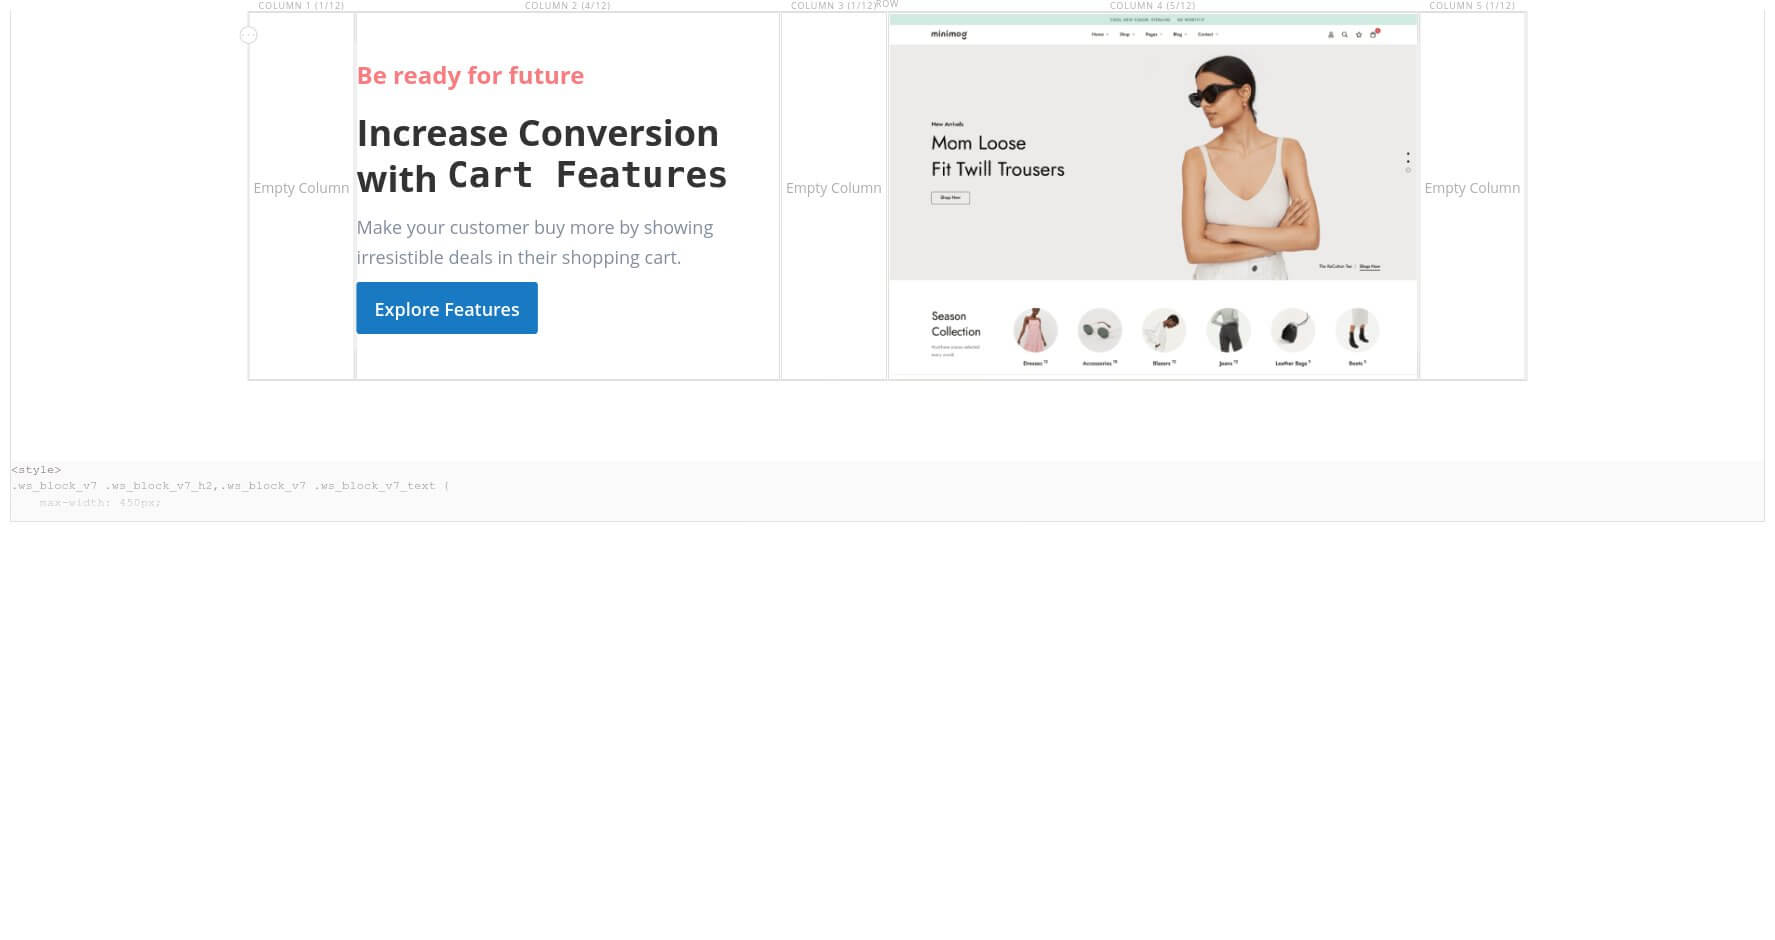 COLUMN 1 (1/12)
COLUMN 2 (4/12)
COLUMN 3 (1/12)
ROW
COLUMN 4 (5/12)
COLUMN 5 (1/12)
Empty Column
Be ready for future
Increase Conversion
with Cart Features
Make your customer buy more by showing
irresistible deals in their shopping cart.
Explore Features
Empty Column
minimog
Home
Shop
Pages
Blog
Contact
New Arrivals
Mom Loose
Fit Twill Trousers
Shop Now
Shop Now
Season
Collection
Dresses
Accessories
Blazers
Jeans
Leather Bags
Boots
Empty Column
<style>
.ws_block_v7 .ws_block_v7_h2,.ws_block_v7 .ws_block_v7_text {
max-width: 450px;